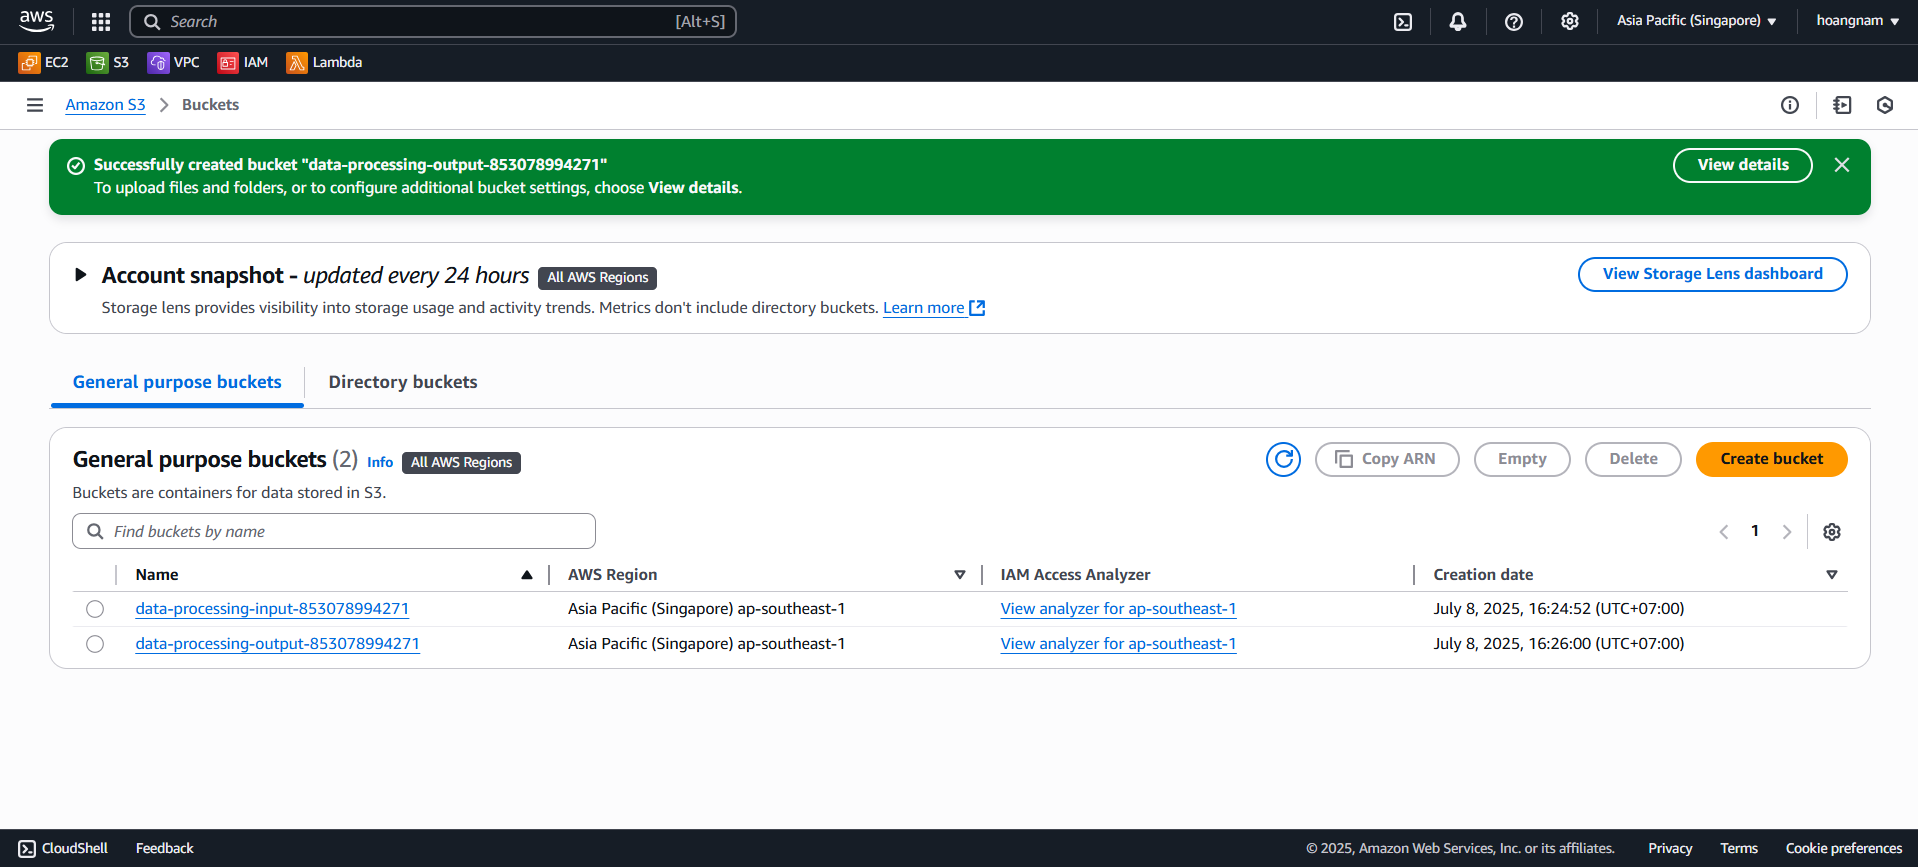 aws Search [Alt+S] Asia Pacific (Singapore) hoangnam
EC2 S3 VPC IAM Lambda
Amazon S3 > Buckets
Successfully created bucket "data-processing-output-853078994271"
To upload files and folders, or to configure additional bucket settings, choose View details.
View details
Account snapshot - updated every 24 hours All AWS Regions
View Storage Lens dashboard
Storage lens provides visibility into storage usage and activity trends. Metrics don't include directory buckets. Learn more
General purpose buckets Directory buckets
General purpose buckets (2) Info All AWS Regions
Copy ARN Empty Delete Create bucket
Buckets are containers for data stored in S3.
Find buckets by name
1
Name AWS Region IAM Access Analyzer Creation date
data-processing-input-853078994271 Asia Pacific (Singapore) ap-southeast-1 View analyzer for ap-southeast-1 July 8, 2025, 16:24:52 (UTC+07:00)
data-processing-output-853078994271 Asia Pacific (Singapore) ap-southeast-1 View analyzer for ap-southeast-1 July 8, 2025, 16:26:00 (UTC+07:00)
CloudShell Feedback © 2025, Amazon Web Services, Inc. or its affiliates. Privacy Terms Cookie preferences